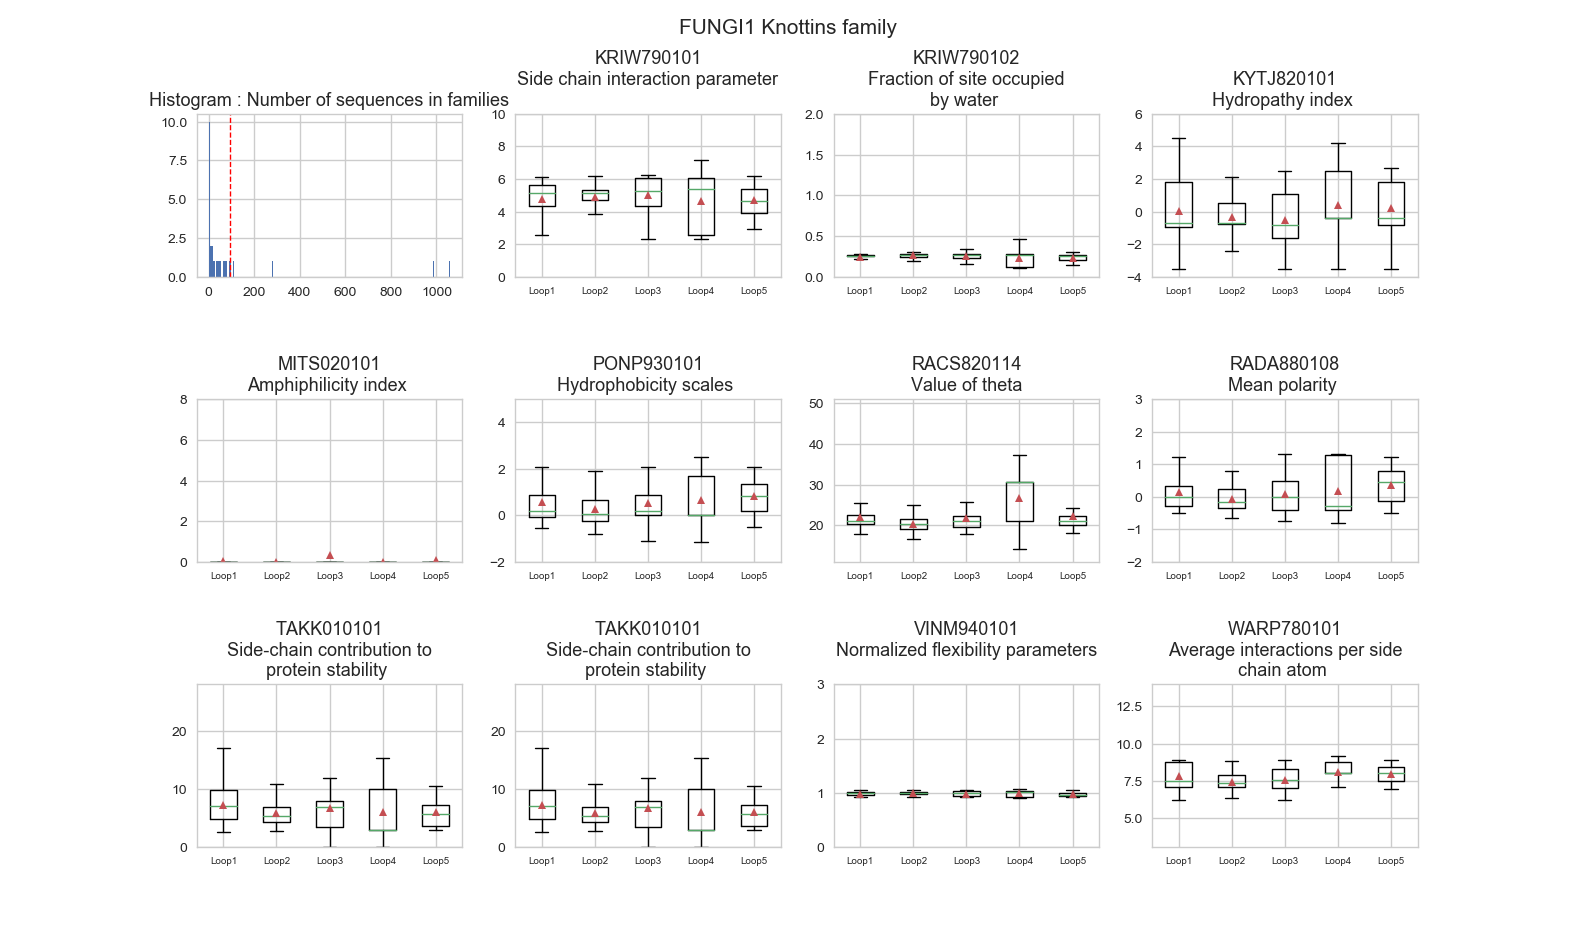 FUNGI1 Knottins family
Histogram : Number of sequences in families
10.0
7.5
5.0
2.5
0.0
0 200 400 600 800 1000
KRIW790101
Side chain interaction parameter
10
8
6
4
2
0
Loop1 Loop2 Loop3 Loop4 Loop5
KRIW790102
Fraction of site occupied
by water
2.0
1.5
1.0
0.5
0.0
Loop1 Loop2 Loop3 Loop4 Loop5
KYTJ820101
Hydropathy index
6
4
2
0
−2
−4
Loop1 Loop2 Loop3 Loop4 Loop5
MITS020101
Amphiphilicity index
8
6
4
2
0
Loop1 Loop2 Loop3 Loop4 Loop5
PONP930101
Hydrophobicity scales
4
2
0
−2
Loop1 Loop2 Loop3 Loop4 Loop5
RACS820114
Value of theta
50
40
30
20
Loop1 Loop2 Loop3 Loop4 Loop5
RADA880108
Mean polarity
3
2
1
0
−1
−2
Loop1 Loop2 Loop3 Loop4 Loop5
TAKK010101
Side-chain contribution to
protein stability
20
10
0
Loop1 Loop2 Loop3 Loop4 Loop5
TAKK010101
Side-chain contribution to
protein stability
20
10
0
Loop1 Loop2 Loop3 Loop4 Loop5
VINM940101
Normalized flexibility parameters
3
2
1
0
Loop1 Loop2 Loop3 Loop4 Loop5
WARP780101
Average interactions per side
chain atom
12.5
10.0
7.5
5.0
Loop1 Loop2 Loop3 Loop4 Loop5